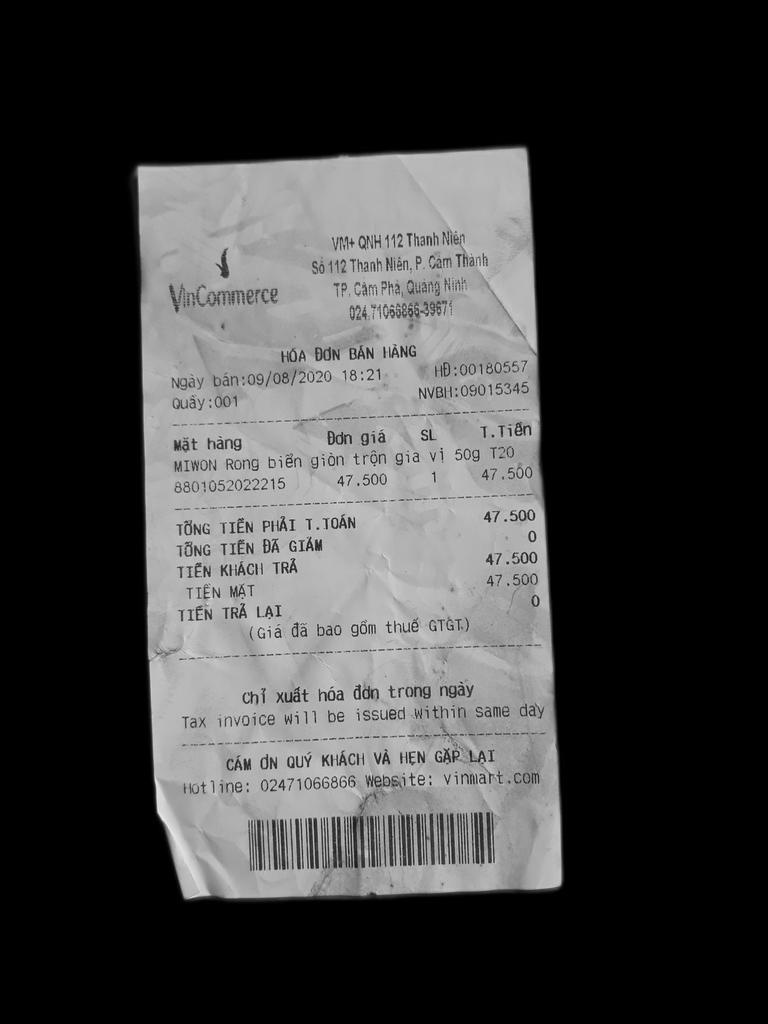 VinCommerce
VM+ QNH 112 Thanh Niên
Số 112 Thanh Niên, P. Cẩm Thành
TP. Cẩm Phả, Quảng Ninh
024.71066866-39671
HÓA ĐƠN BÁN HÀNG
Ngày bán:09/08/2020 18:21 HĐ:00180557
Quầy:001 NVBH:09015345
Mặt hàng Đơn giá SL T.Tiền
MIWON Rong biển giòn trộn gia vị 50g T20
8801052022215 47.500 1 47.500
TỔNG TIỀN PHẢI T.TOÁN 47.500
TỔNG TIỀN ĐÃ GIẢM 0
TIỀN KHÁCH TRẢ 47.500
TIỀN MẶT 47.500
TIỀN TRẢ LẠI 0
(Giá đã bao gồm thuế GTGT)
Chỉ xuất hóa đơn trong ngày
Tax invoice will be issued within same day
CẢM ƠN QUÝ KHÁCH VÀ HẸN GẶP LẠI
Hotline: 02471066866 Website: vinmart.com